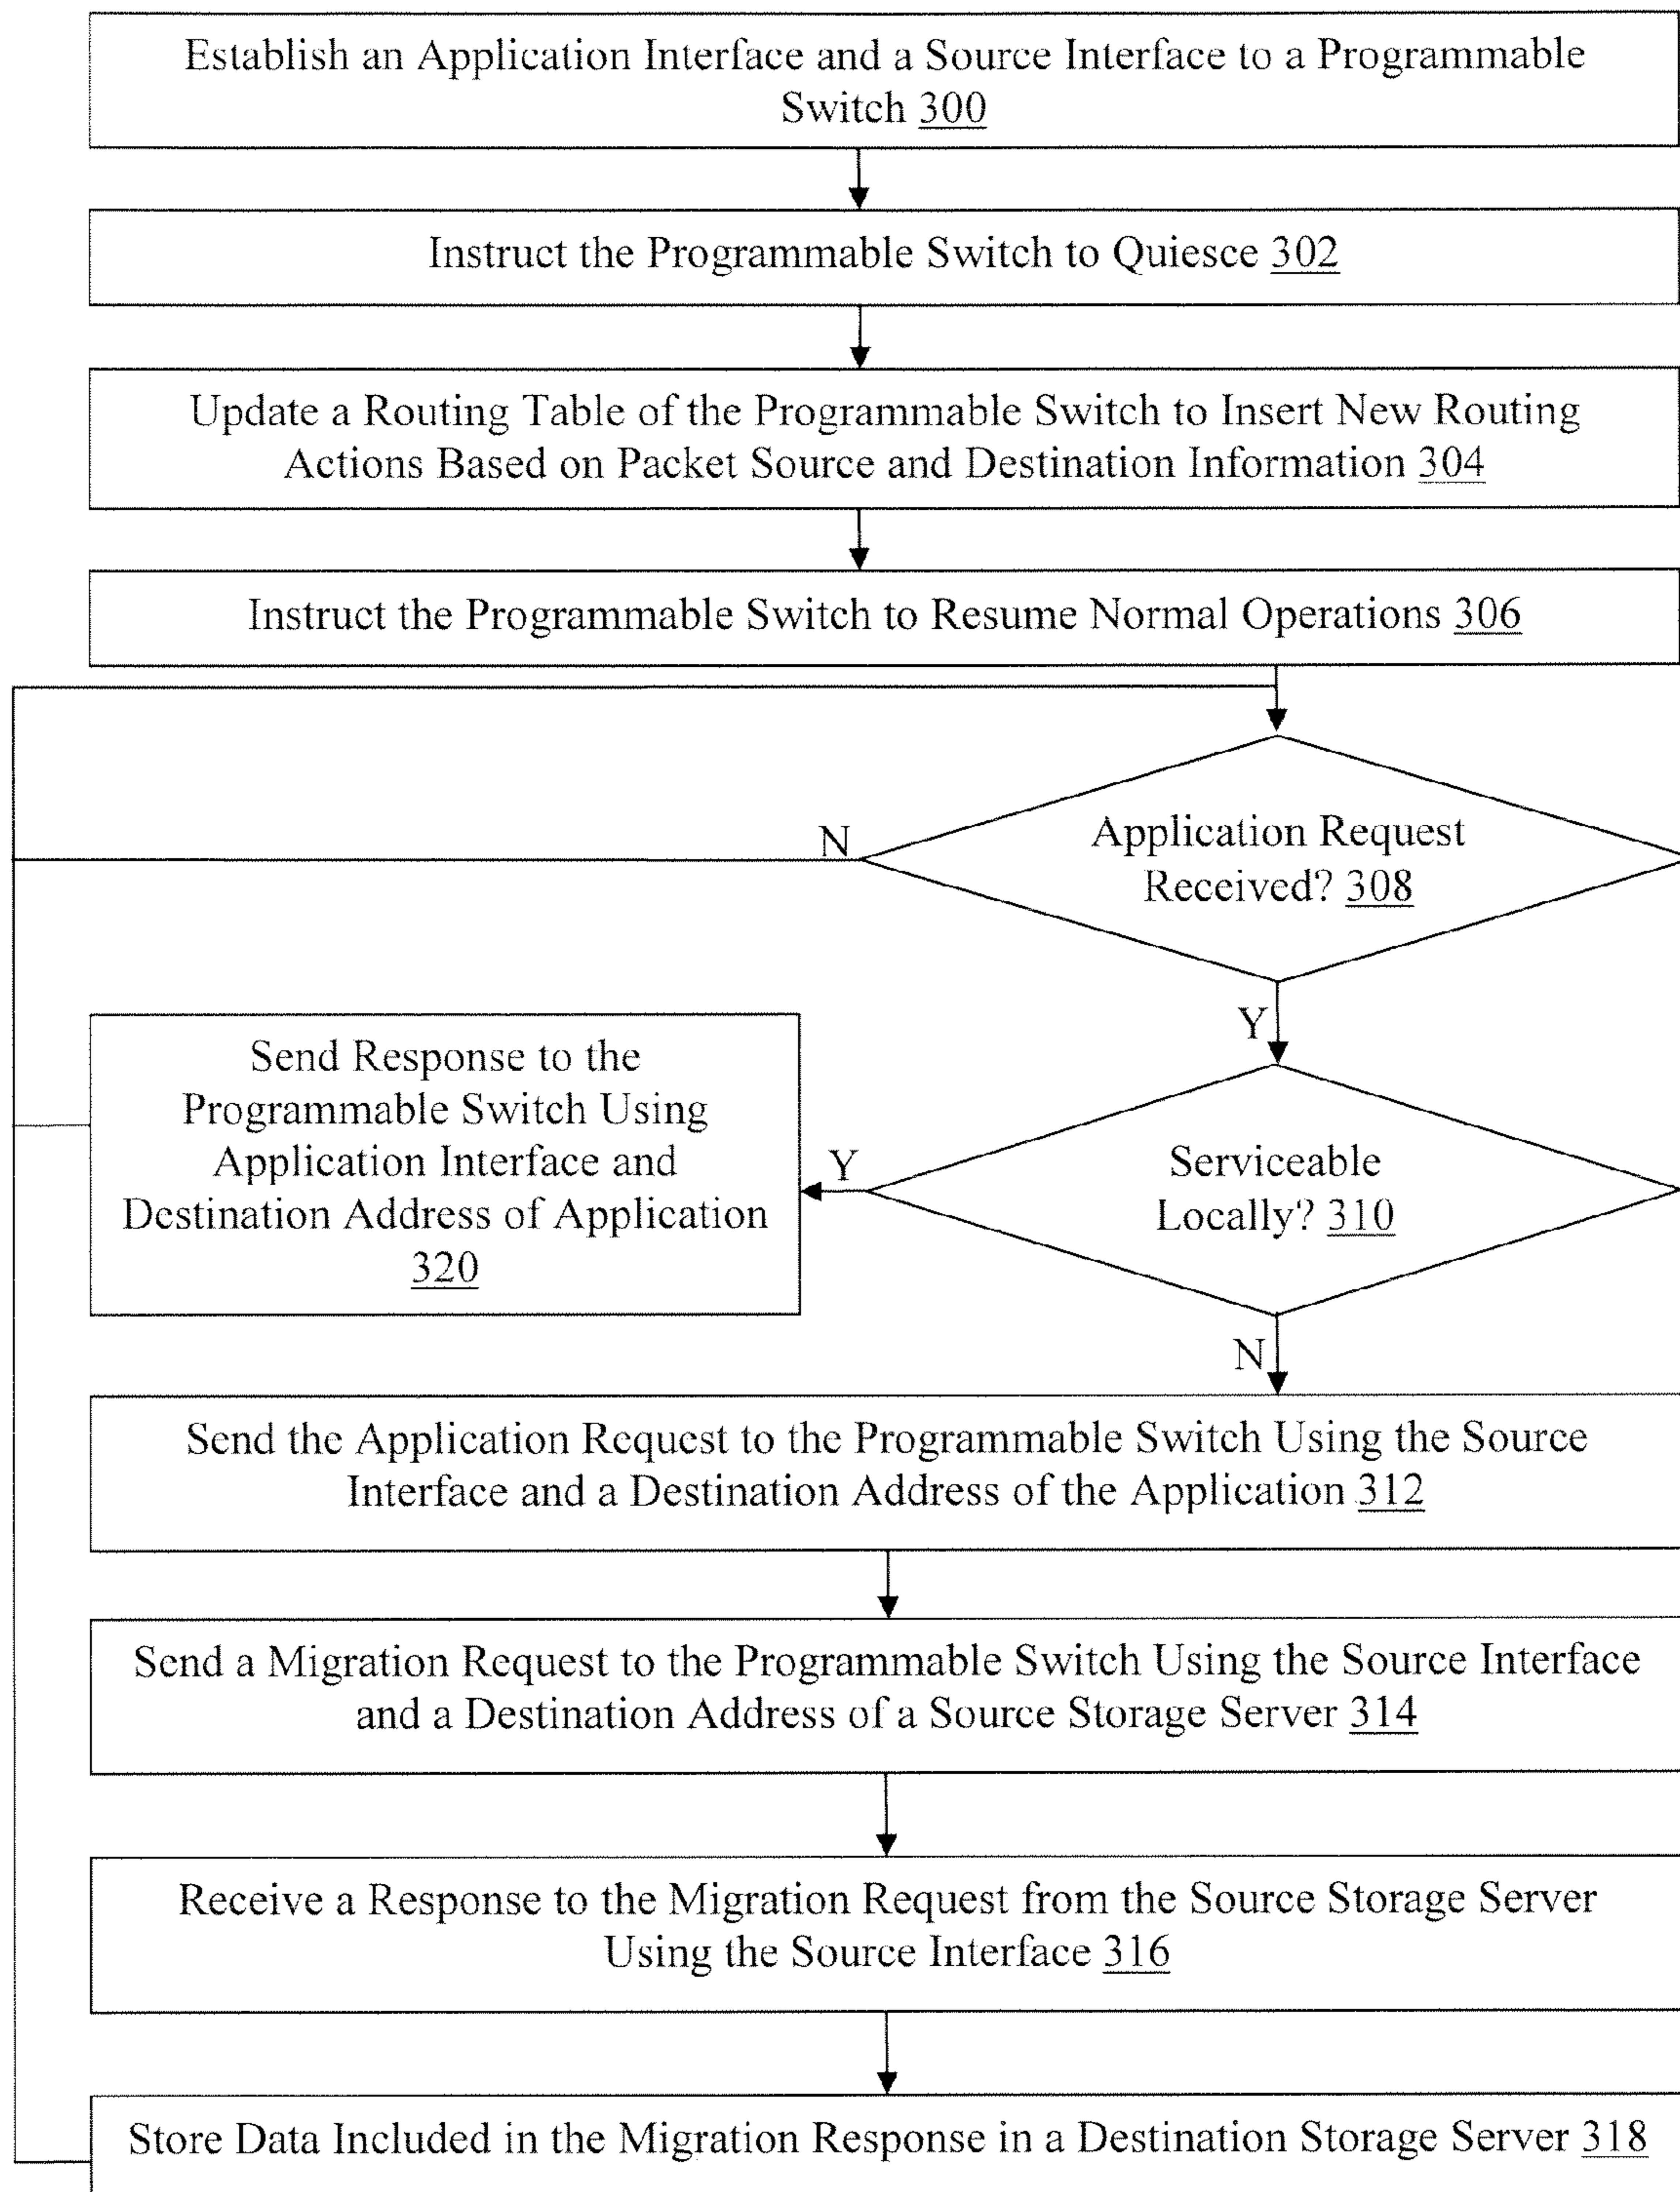 Establish an Application Interface and a Source Interface to a Programmable
Switch 300
Instruct the Programmable Switch to Quiesce 302
Update a Routing Table of the Programmable Switch to Insert New Routing
Actions Based on Packet Source and Destination Information 304
Instruct the Programmable Switch to Resume Normal Operations 306
Application Request
Received? 308
N
Y
Send Response to the
Programmable Switch Using
Application Interface and
Destination Address of Application
320
Y
Serviceable
Locally? 310
N
Send the Application Request to the Programmable Switch Using the Source
Interface and a Destination Address of the Application 312
Send a Migration Request to the Programmable Switch Using the Source Interface
and a Destination Address of a Source Storage Server 314
Receive a Response to the Migration Request from the Source Storage Server
Using the Source Interface 316
Store Data Included in the Migration Response in a Destination Storage Server 318